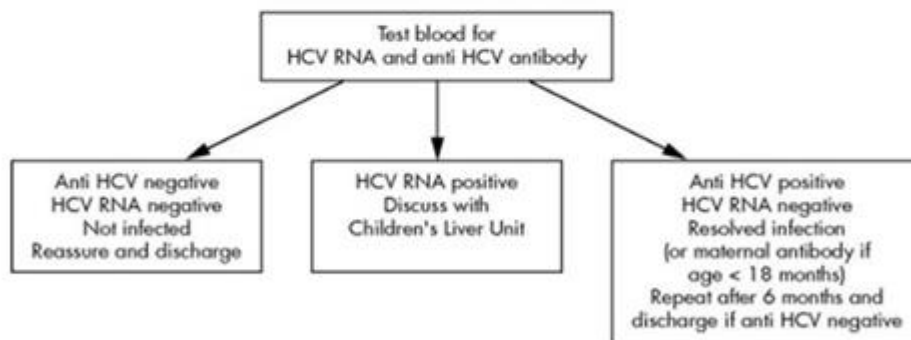 Test blood for
HCV RNA and anti HCV antibody
Anti HCV negative
HCV RNA negative
Not infected
Reassure and discharge
HCV RNA positive
Discuss with
Children's Liver Unit
Anti HCV positive
HCV RNA negative
Resolved infection
(or maternal antibody if
age < 18 months)
Repeat after 6 months and
discharge if anti HCV negative